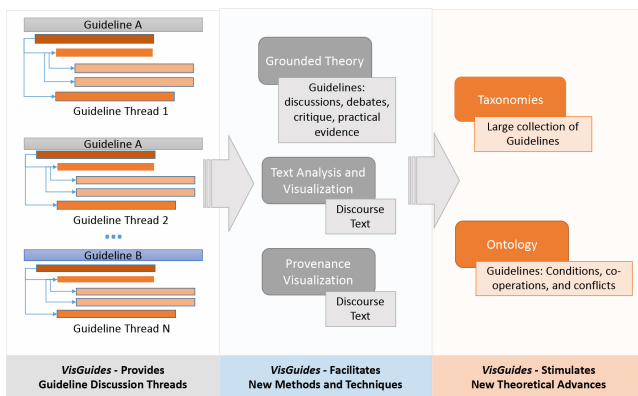 Guideline A
Guideline Thread 1
Guideline A
Guideline Thread 2
Guideline B
Guideline Thread N
VisGuides - Provides
Guideline Discussion Threads
Grounded Theory
Guidelines:
discussions, debates,
critique, practical
evidence
Text Analysis and
Visualization
Discourse
Text
Provenance
Visualization
Discourse
Text
VisGuides - Facilitates
New Methods and Techniques
Taxonomies
Large collection of
Guidelines
Ontology
Guidelines: Conditions, co-
operations, and conflicts
VisGuides - Stimulates
New Theoretical Advances